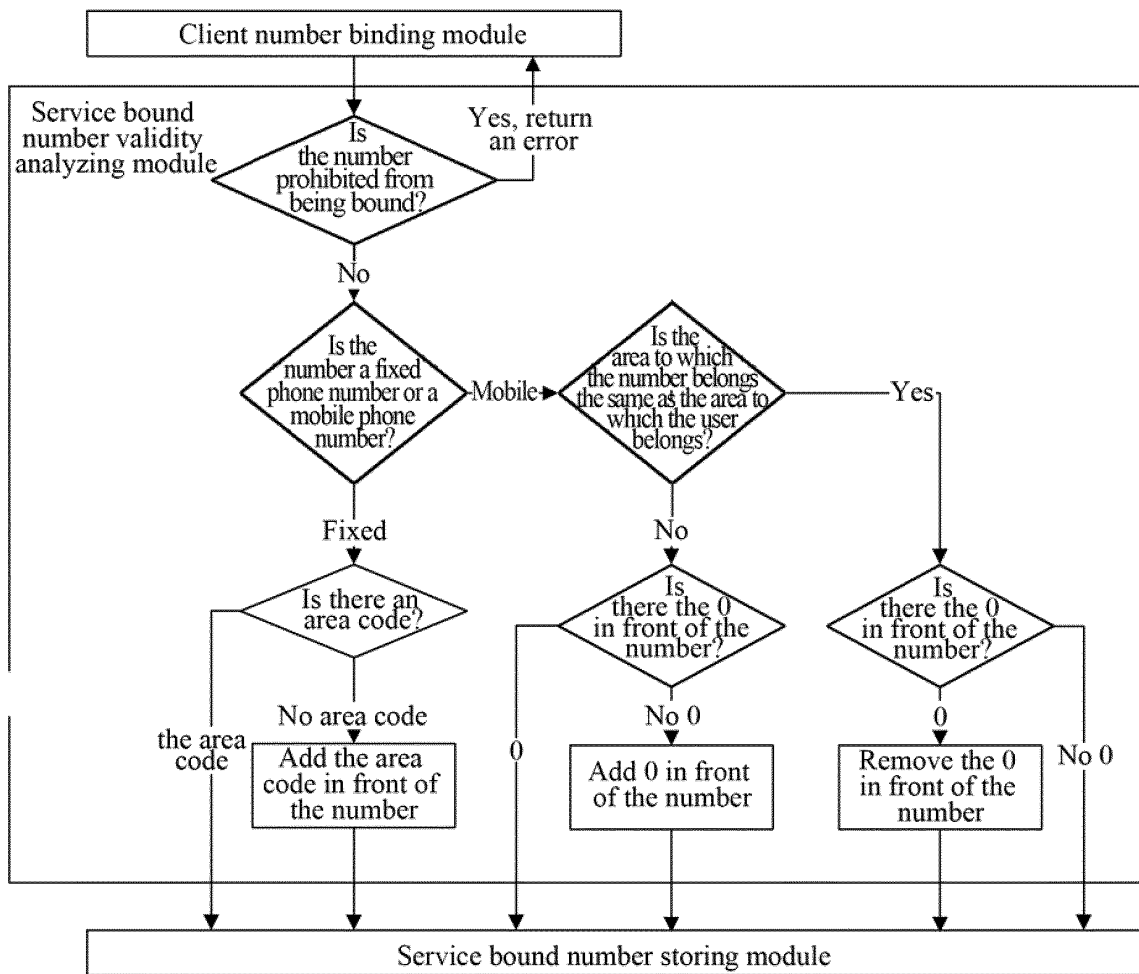 Client number binding module
Service bound
number validity
analyzing module
Yes, return
an error
Is
the number
prohibited from
being bound?
No
Is the
number a fixed
phone number or a
mobile phone
number?
Mobile
Is the
area to which
the number belongs
the same as the area to
which the user
belongs?
Yes
Fixed
No
Is there an
area code?
Is
there the 0
in front of the
number?
Is
there the 0
in front of the
number?
the area
code
No area code
0
No 0
0
No 0
Add the area
code in front of
the number
Add 0 in front
of the number
Remove the 0
in front of the
number
Service bound number storing module